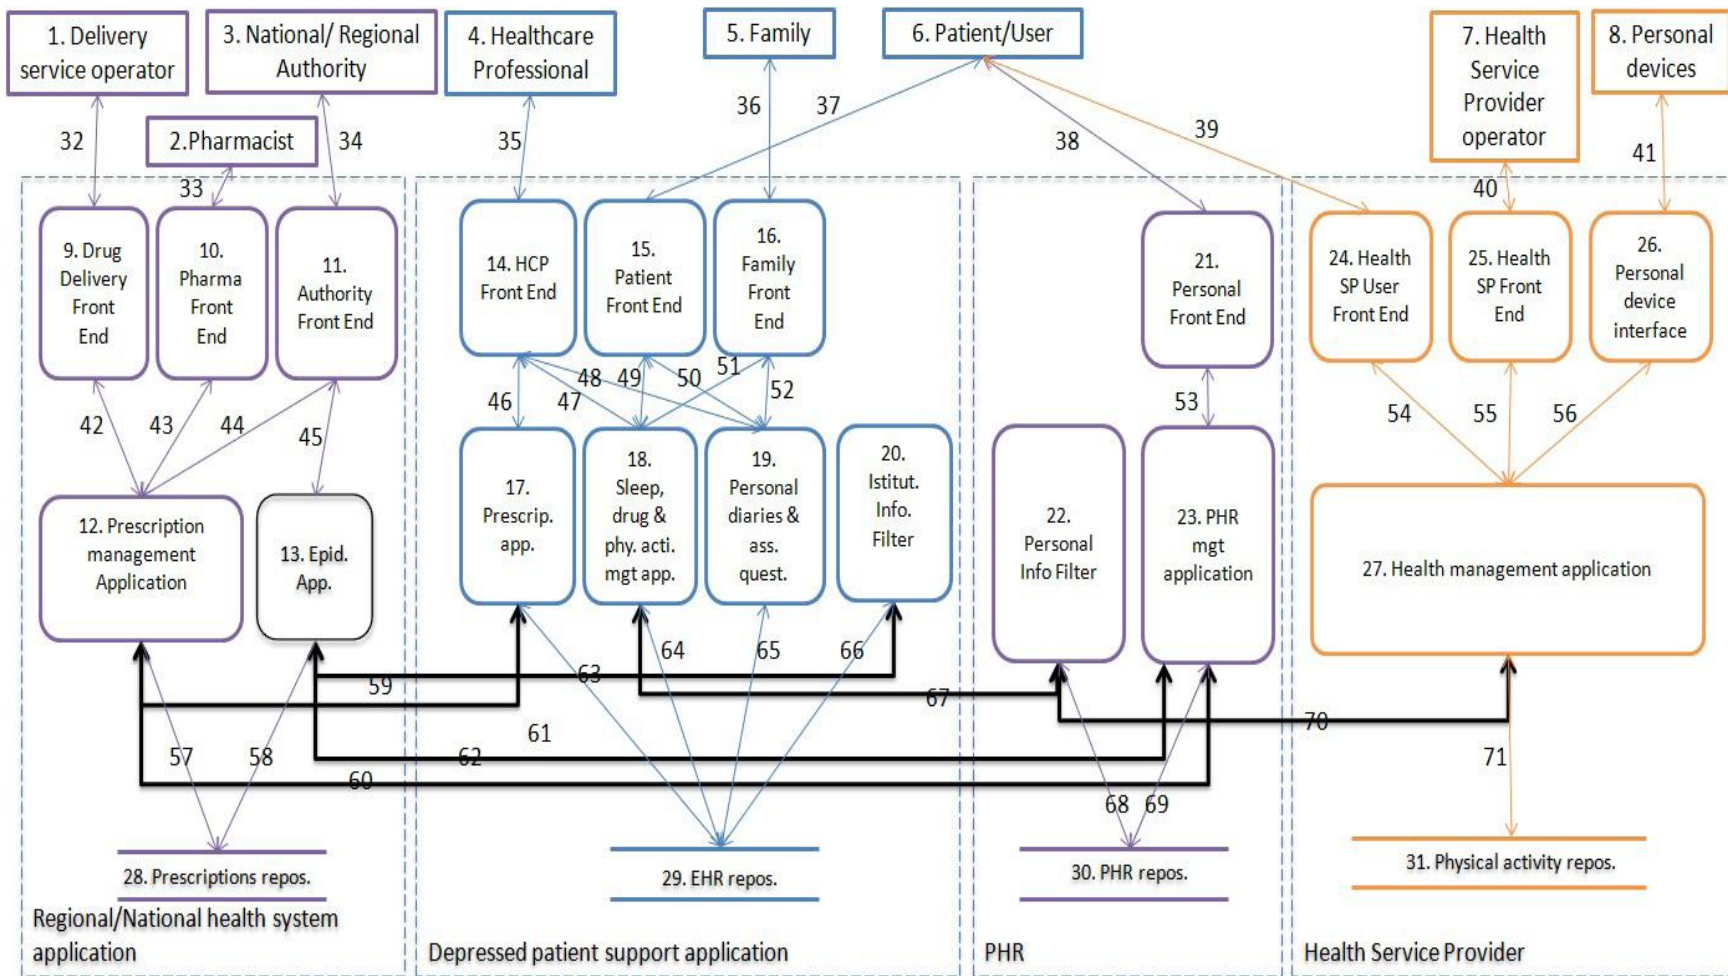 1. Delivery
service operator
3. National/ Regional
Authority
4. Healthcare
Professional
5. Family
6. Patient/User
7. Health
Service
Provider
operator
8. Personal
devices
2.Pharmacist
32
33
34
35
36
37
38
39
40
41
9. Drug
Delivery
Front
End
10.
Pharma
Front
End
11.
Authority
Front End
14. HCP
Front End
15.
Patient
Front End
16.
Family
Front
End
21.
Personal
Front End
24. Health
SP User
Front End
25. Health
SP Front
End
26.
Personal
device
interface
42
43
44
45
46
47
48
49
50
51
52
53
54
55
56
12. Prescription
management
Application
13. Epid.
App.
17.
Prescrip.
app.
18.
Sleep,
drug &
phy. acti.
mgt app.
19.
Personal
diaries &
ass.
quest.
20.
Istitut.
Info.
Filter
22.
Personal
Info Filter
23. PHR
mgt
application
27. Health management application
57
58
59
60
61
62
63
64
65
66
67
68
69
70
71
28. Prescriptions repos.
29. EHR repos.
30. PHR repos.
31. Physical activity repos.
Regional/National health system
application
Depressed patient support application
PHR
Health Service Provider